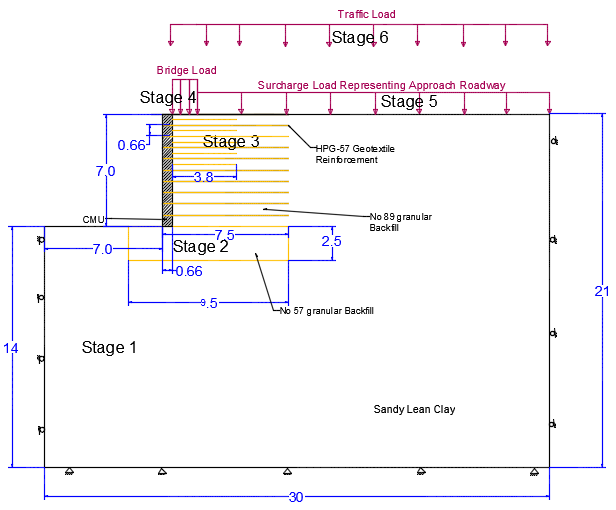 Traffic Load
Stage 6
Bridge Load
Stage 4
Surcharge Load Representing Approach Roadway
Stage 5
0.66
Stage 3
HPG-57 Geotextile
Reinforcement
7.0
3.8
CMU
No 89 granular
Backfill
7.5
7.0
Stage 2
2.5
0.66
21
9.5
No 57 granular Backfill
14
Stage 1
Sandy Lean Clay
30